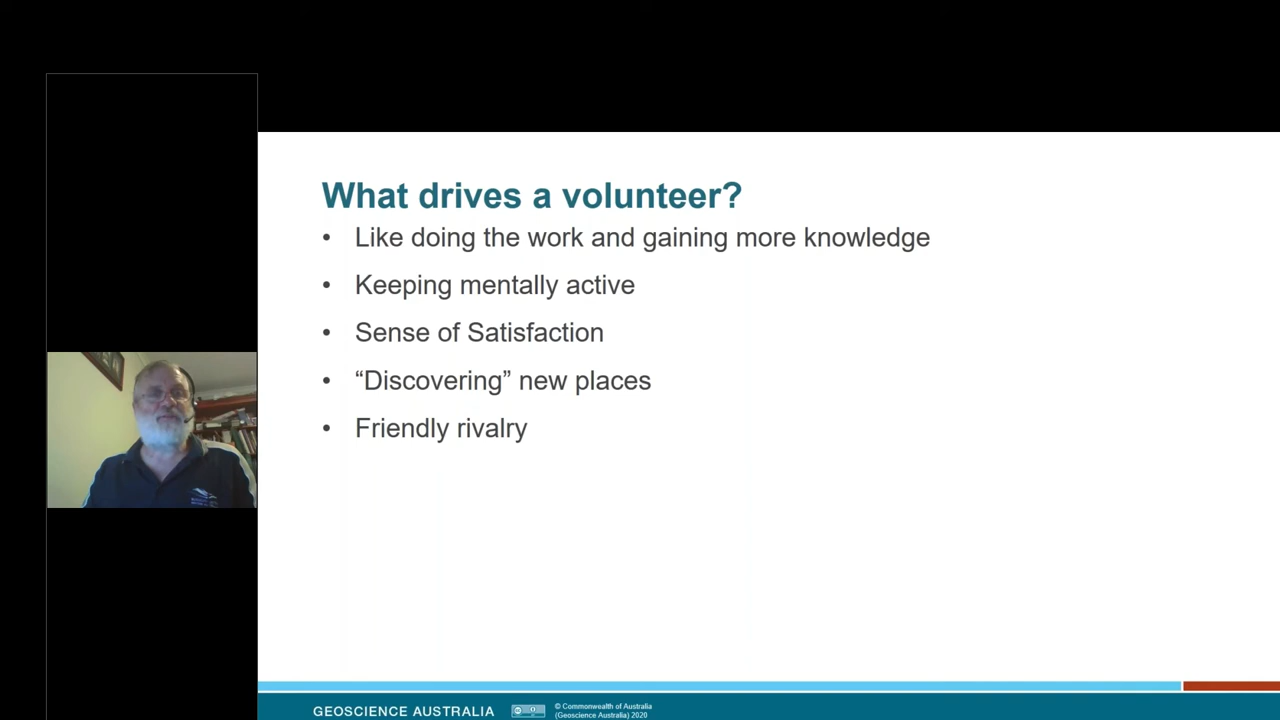 What drives a volunteer?
• Like doing the work and gaining more knowledge
• Keeping mentally active
• Sense of Satisfaction
• “Discovering” new places
• Friendly rivalry
GEOSCIENCE AUSTRALIA
© Commonwealth of Australia
(Geoscience Australia) 2020